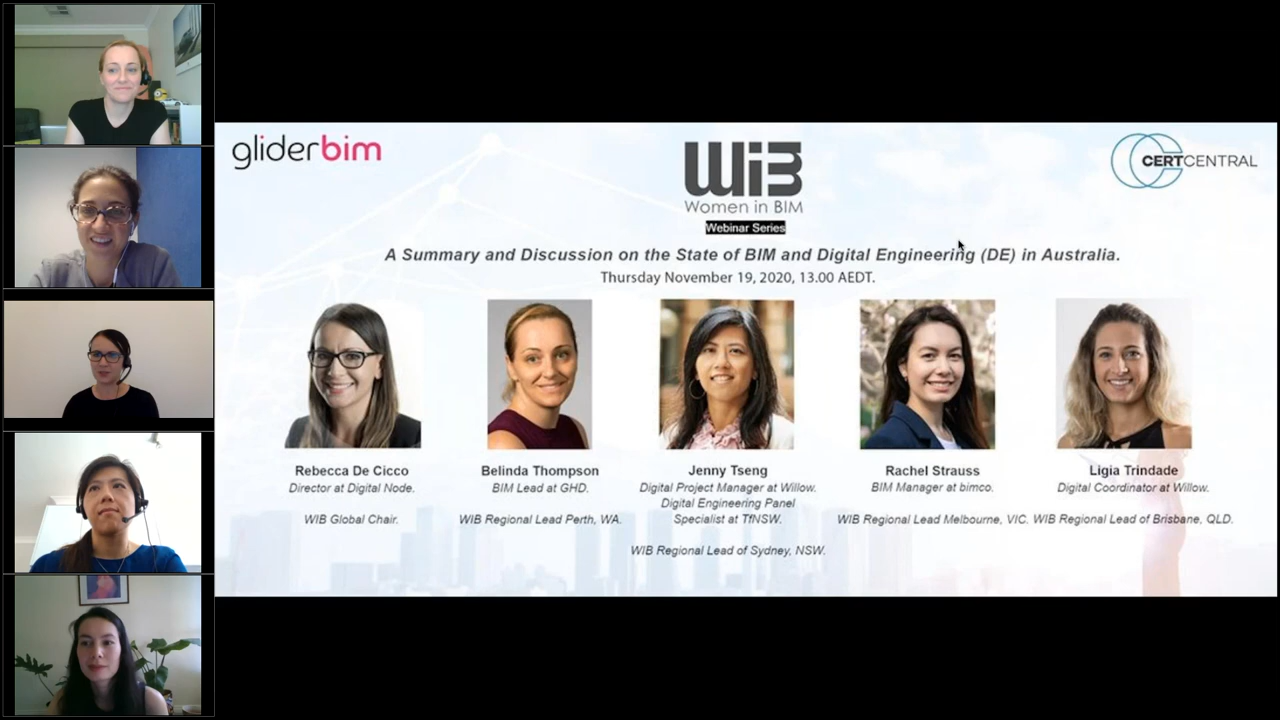 gliderbim
WiB
Women in BIM
CERTCENTRAL
Webinar Series
A Summary and Discussion on the State of BIM and Digital Engineering (DE) in Australia.
Thursday November 19, 2020, 13.00 AEDT.
Rebecca De Cicco
Director at Digital Node.
WIB Global Chair.
Belinda Thompson
BIM Lead at GHD.
WIB Regional Lead Perth, WA.
Jenny Tseng
Digital Project Manager at Willow.
Digital Engineering Panel
Specialist at TfNSW.
WIB Regional Lead of Sydney, NSW.
Rachel Strauss
BIM Manager at bimco.
WIB Regional Lead Melbourne, VIC.
Ligia Trindade
Digital Coordinator at Willow.
WIB Regional Lead of Brisbane, QLD.